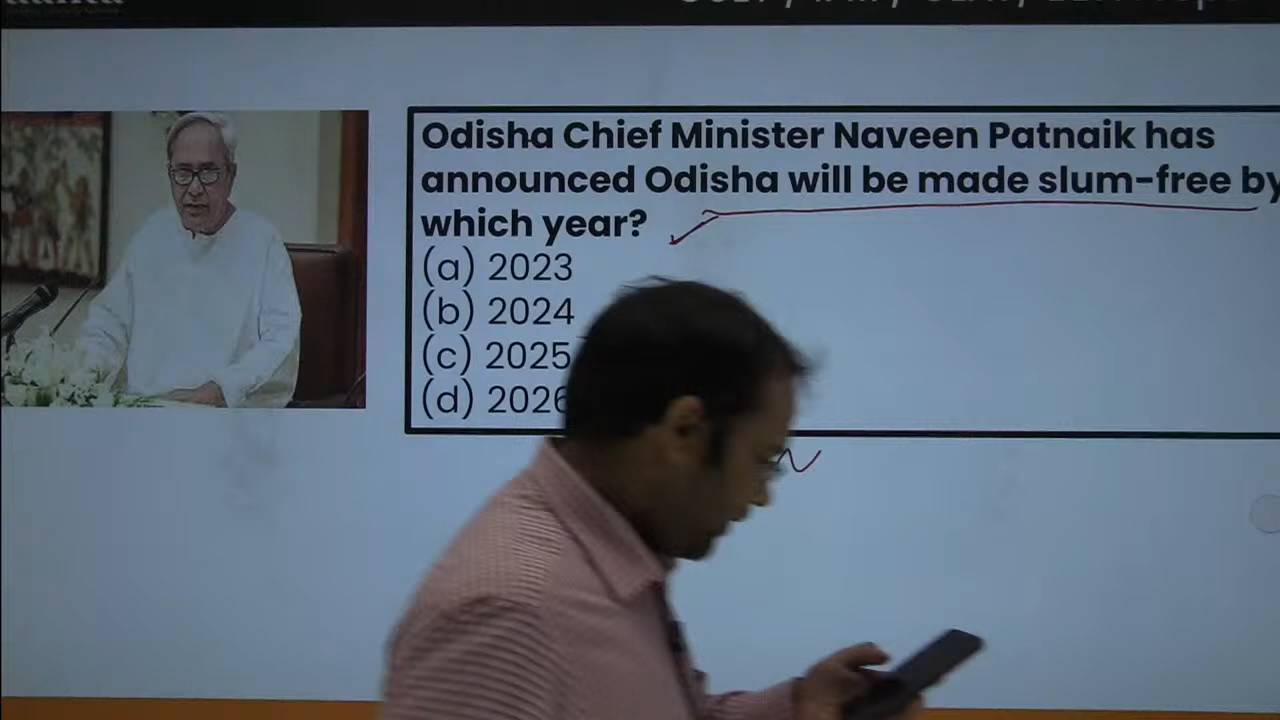 Odisha Chief Minister Naveen Patnaik has
announced Odisha will be made slum-free by
which year?
(a) 2023
(b) 2024
(c) 2025
(d) 2026